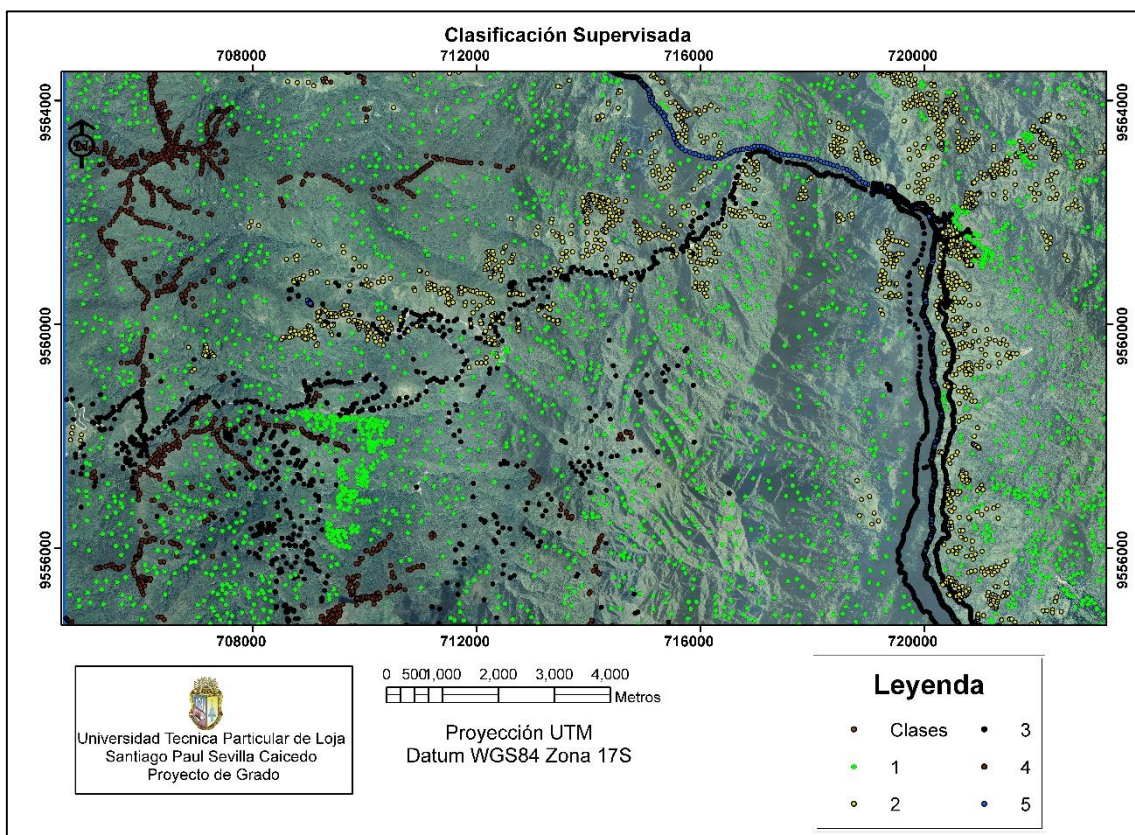 Clasificación Supervisada
708000 712000 716000 720000
9564000 9564000
9560000 9560000
9556000 9556000
708000 712000 716000 720000
Universidad Tecnica Particular de Loja
Santiago Paul Sevilla Caicedo
Proyecto de Grado
0 500 1,000 2,000 3,000 4,000
Metros
Proyección UTM
Datum WGS84 Zona 17S
Leyenda
Clases
1
2
3
4
5